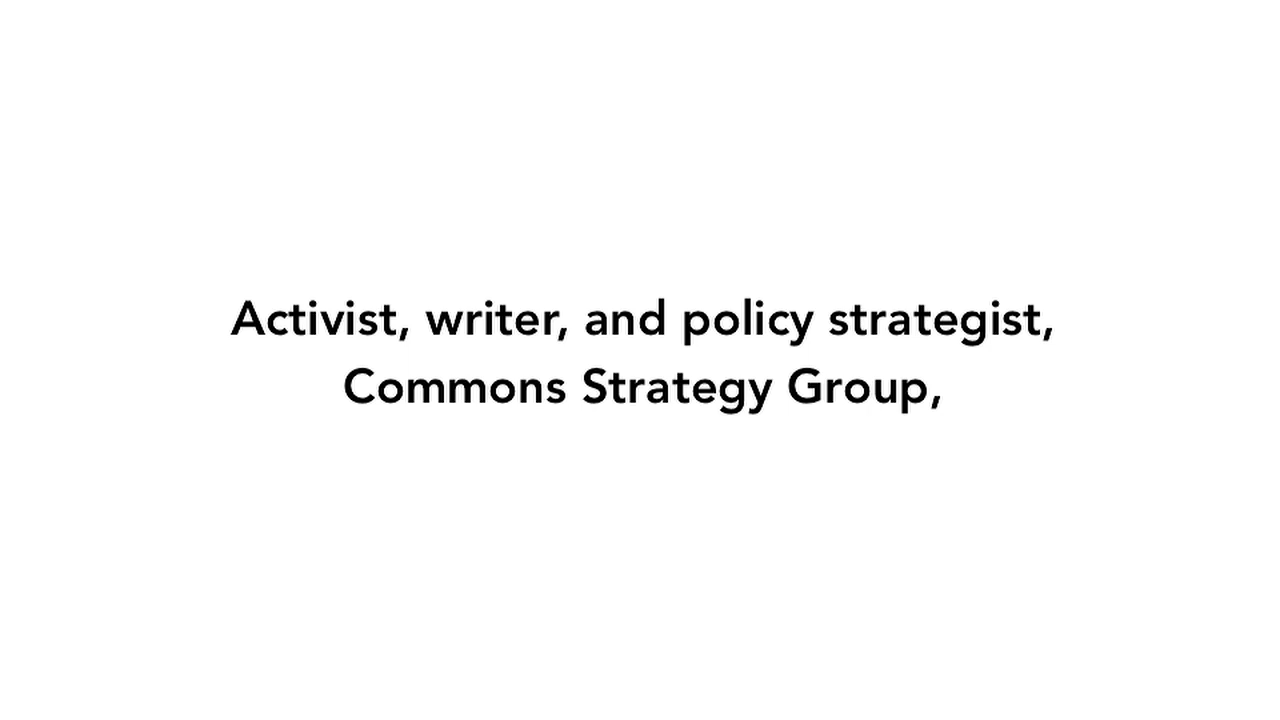 Activist, writer, and policy strategist,
Commons Strategy Group,